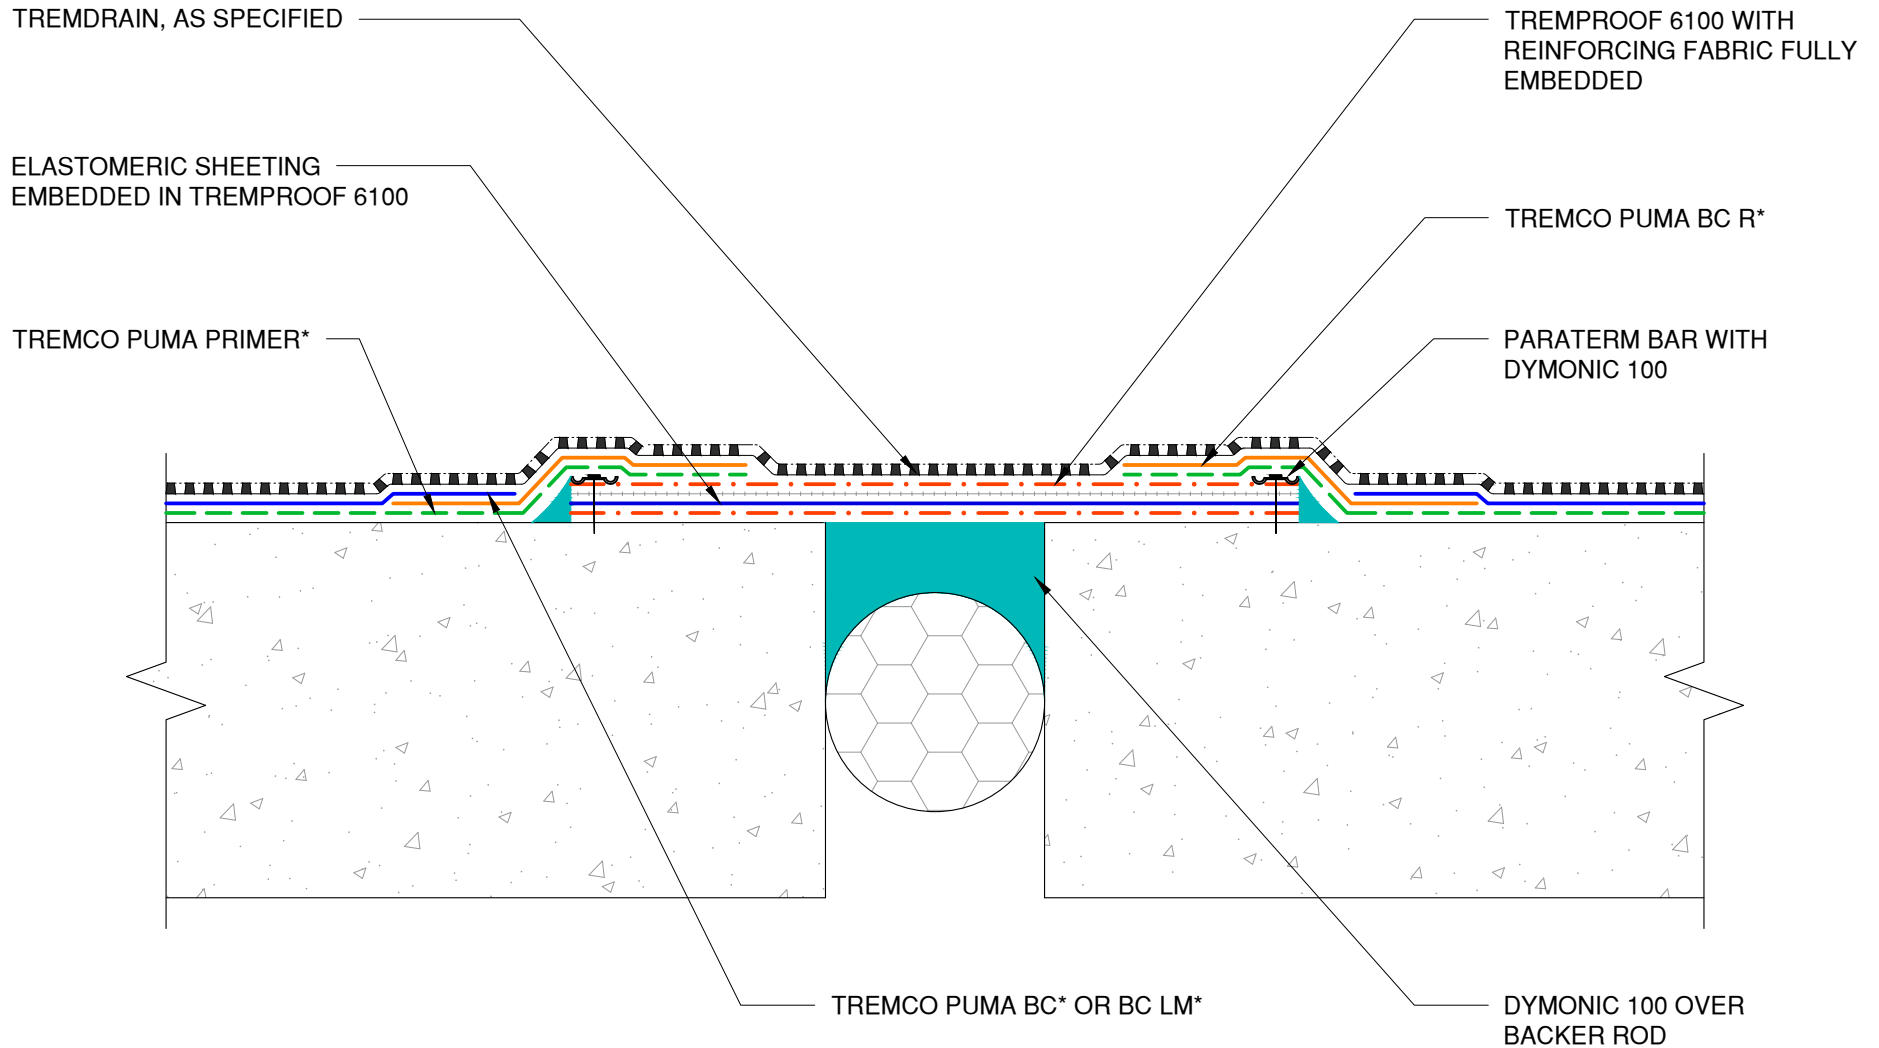 TREMDRAIN, AS SPECIFIED
TREMPROOF 6100 WITH
REINFORCING FABRIC FULLY
EMBEDDED
ELASTOMERIC SHEETING
EMBEDDED IN TREMPROOF 6100
TREMCO PUMA BC R*
TREMCO PUMA PRIMER*
PARATERM BAR WITH
DYMONIC 100
TREMCO PUMA BC* OR BC LM*
DYMONIC 100 OVER
BACKER ROD